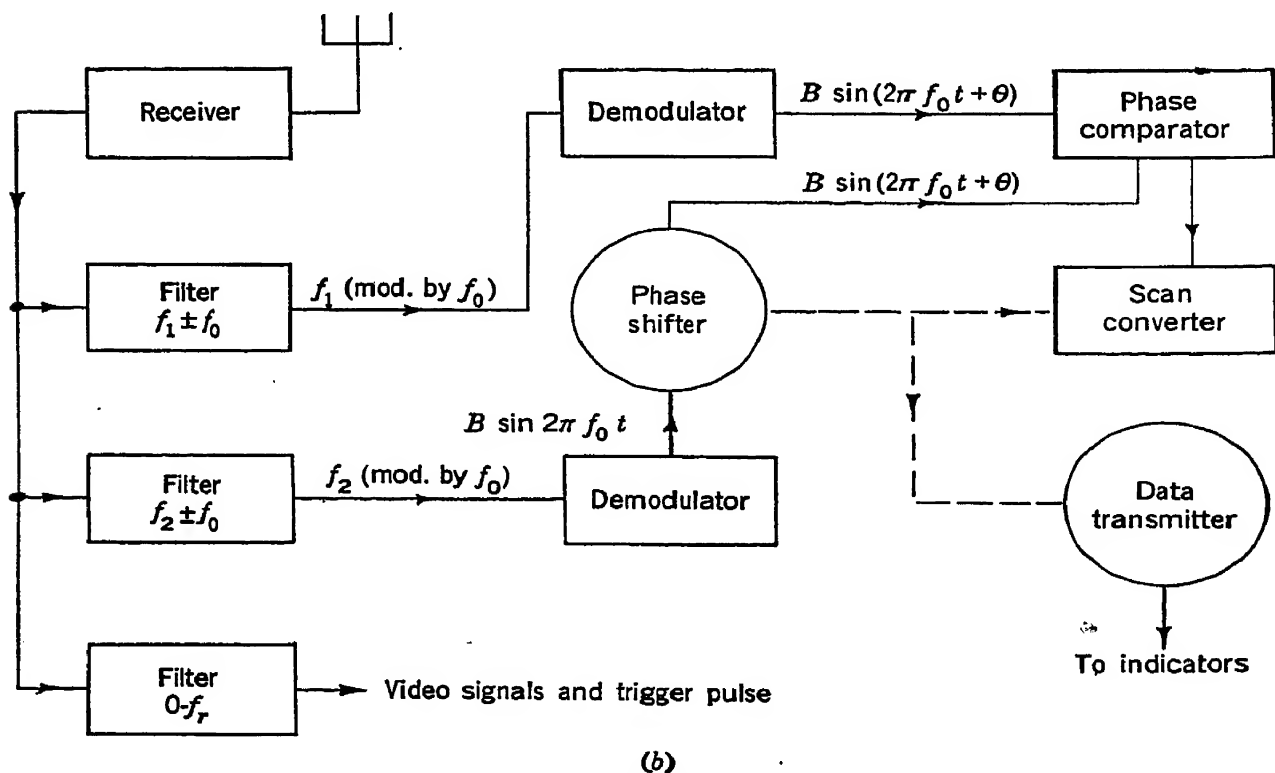 Receiver
Demodulator
B sin (2π f₀ t + θ)
Phase
comparator
B sin (2π f₀ t + θ)
Filter
f₁ ± f₀
f₁ (mod. by f₀)
Phase
shifter
Scan
converter
B sin 2π f₀ t
Filter
f₂ ± f₀
f₂ (mod. by f₀)
Demodulator
Data
transmitter
To indicators
Filter
0-fᵣ
Video signals and trigger pulse
(b)